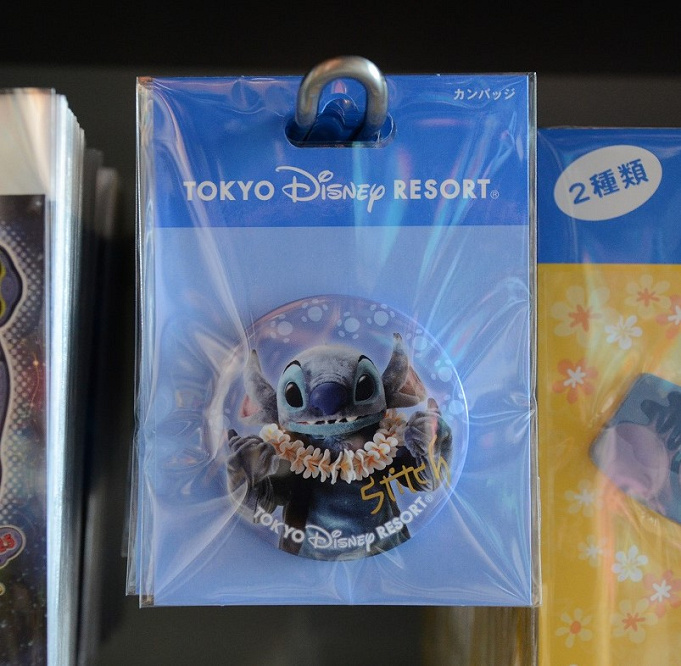 カンバッジ
TOKYO Disney RESORT®
2種類
Stitch
TOKYO Disney RESORT®